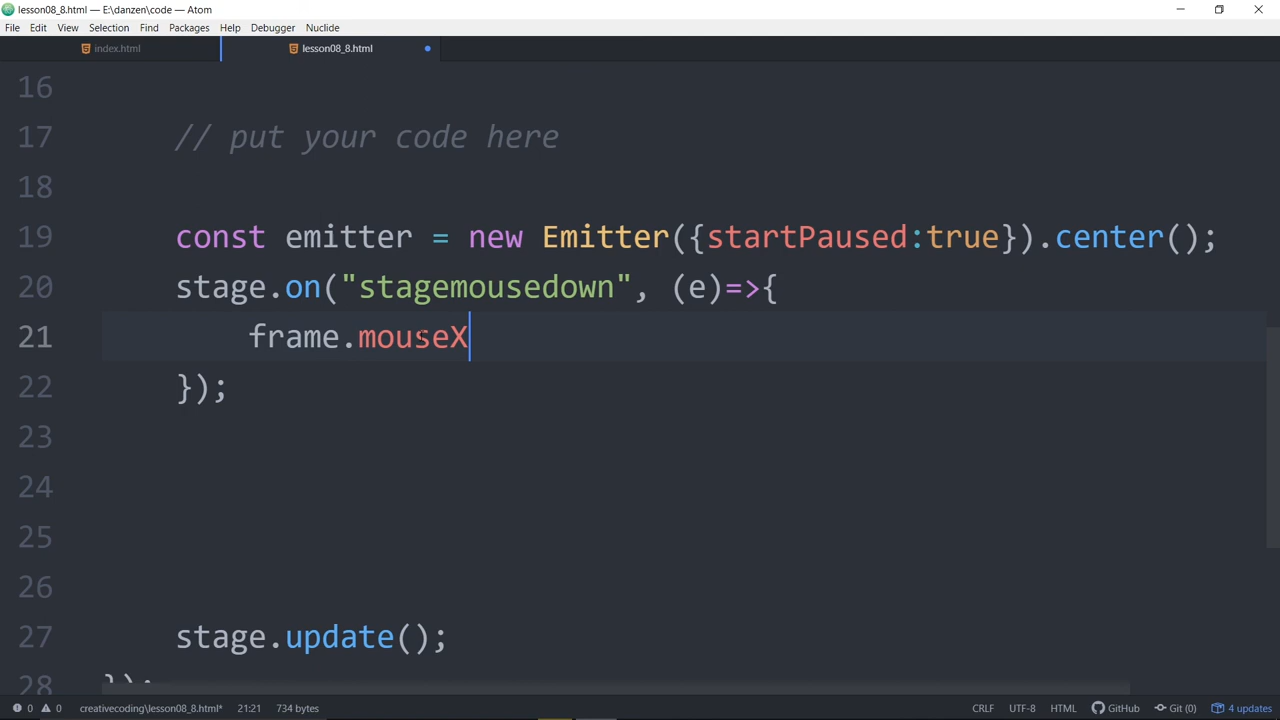 lesson08_8.html — E:\danzen\code — Atom
File Edit View Selection Find Packages Help Debugger Nuclide
index.html lesson08_8.html
16
17 // put your code here
18
19 const emitter = new Emitter({startPaused:true}).center();
20 stage.on("stagemousedown", (e)=>{
21 frame.mouseX
22 });
23
24
25
26
27 stage.update();
28 });
0 0 creativecoding\lesson08_8.html* 21:21 734 bytes CRLF UTF-8 HTML GitHub Git (0) 4 updates